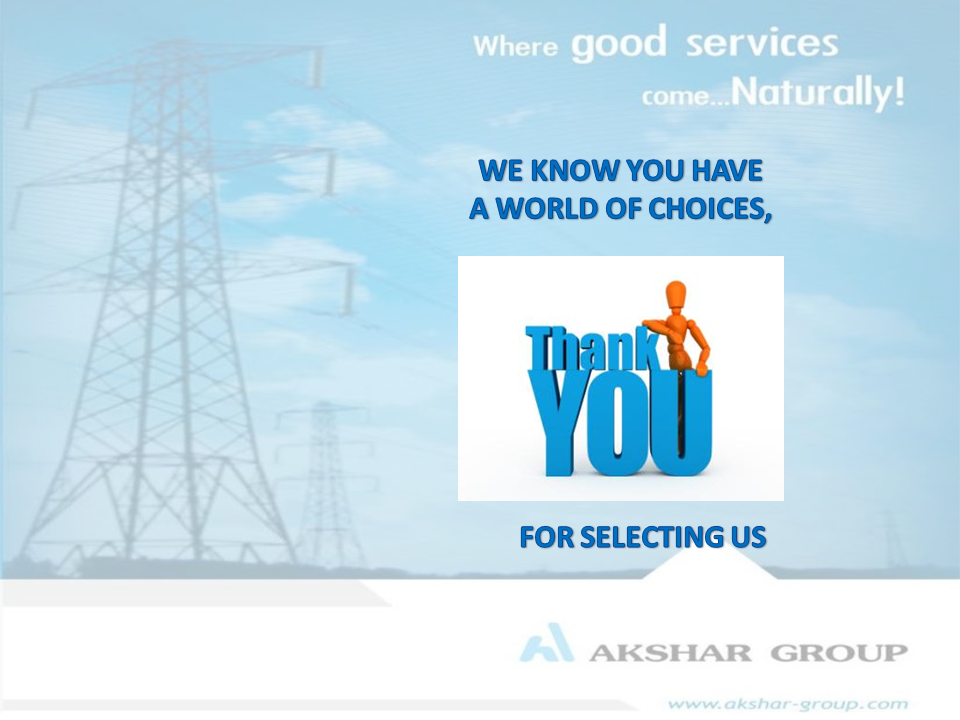 Where good services
come...Naturally!
WE KNOW YOU HAVE
A WORLD OF CHOICES,
Thank
YOU
FOR SELECTING US
AKSHAR GROUP
www.akshar-group.com